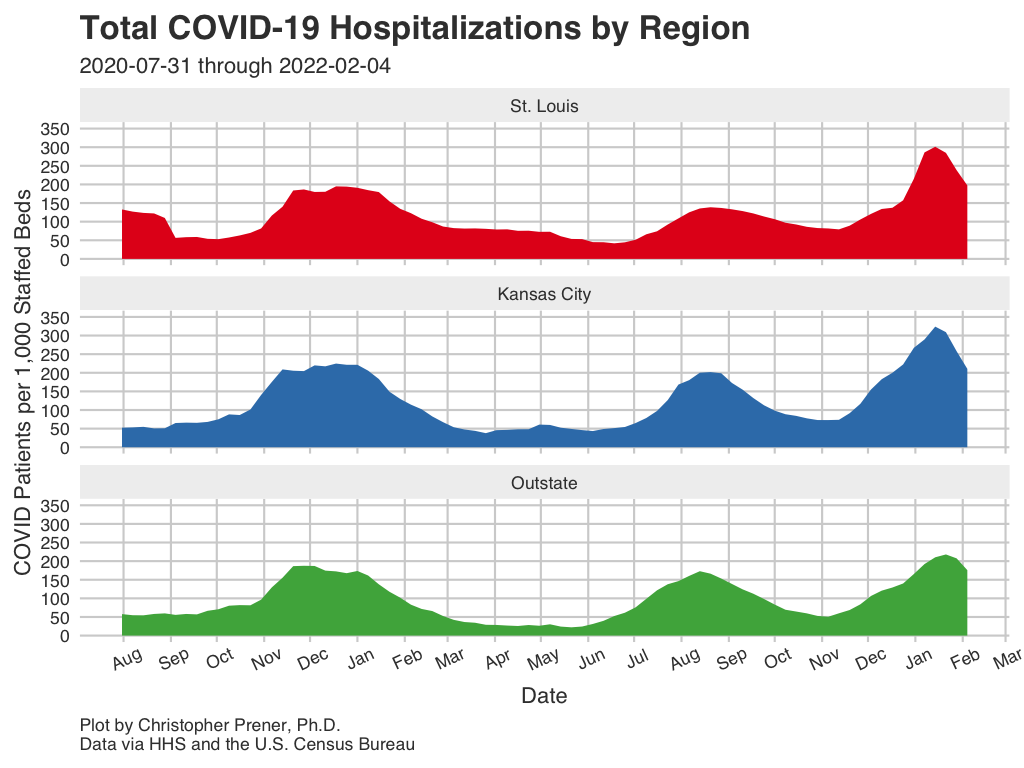 Total COVID-19 Hospitalizations by Region
2020-07-31 through 2022-02-04
COVID Patients per 1,000 Staffed Beds
St. Louis
350
300
250
200
150
100
50
0
Kansas City
350
300
250
200
150
100
50
0
Outstate
350
300
250
200
150
100
50
0
Aug Sep Oct Nov Dec Jan Feb Mar Apr May Jun Jul Aug Sep Oct Nov Dec Jan Feb Mar
Date
Plot by Christopher Prener, Ph.D.
Data via HHS and the U.S. Census Bureau